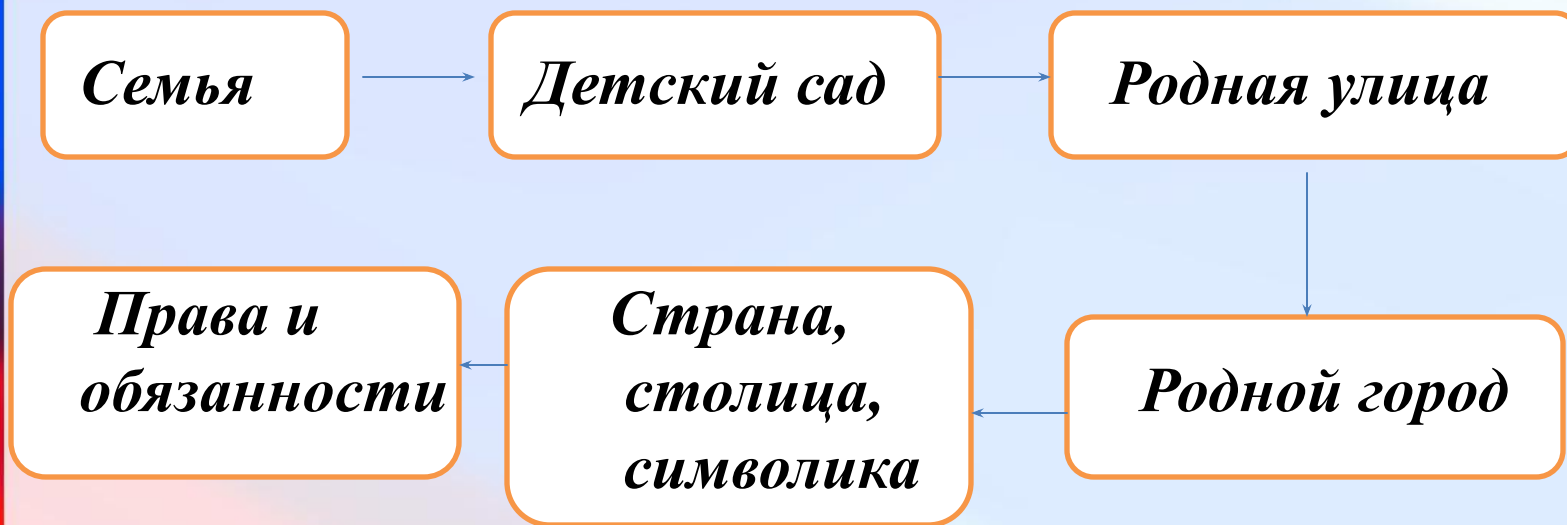 Семья
Детский сад
Родная улица
Родной город
Страна,
столица,
символика
Права и
обязанности